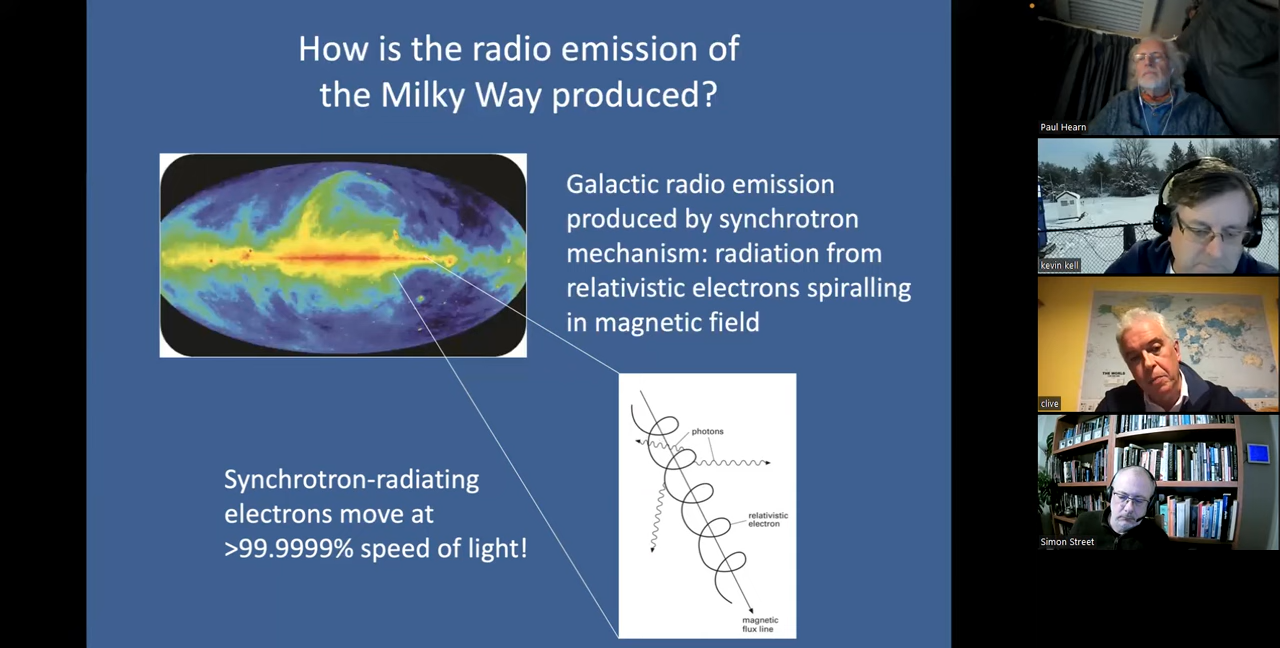 How is the radio emission of
the Milky Way produced?
Galactic radio emission
produced by synchrotron
mechanism: radiation from
relativistic electrons spiralling
in magnetic field
Synchrotron-radiating
electrons move at
>99.9999% speed of light!
photons
relativistic
electron
magnetic
flux line
Paul Hearn
kevin kell
THE WORLD
clive
Simon Street